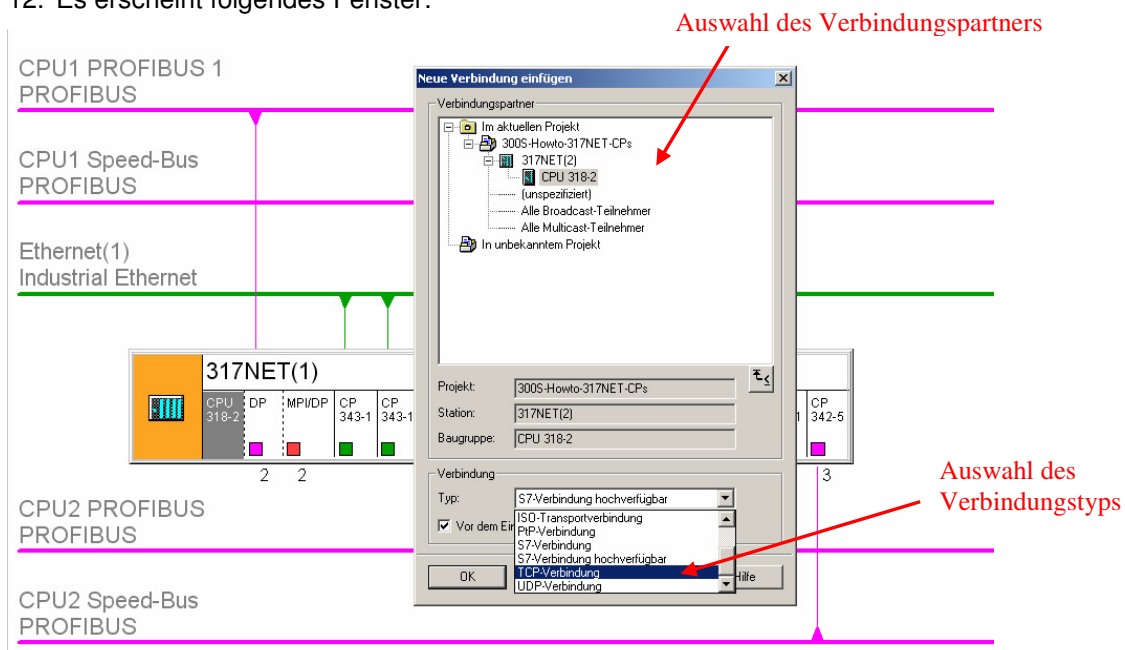 12. Es erscheint folgendes Fenster:
Auswahl des Verbindungspartners
CPU1 PROFIBUS 1
PROFIBUS
CPU1 Speed-Bus
PROFIBUS
Ethernet(1)
Industrial Ethernet
Neue Verbindung einfügen
Verbindungspartner
Im aktuellen Projekt
300S-Howto-317NET-CPs
317NET(2)
CPU 318-2
(unspezifiziert)
Alle Broadcast-Teilnehmer
Alle Multicast-Teilnehmer
In unbekanntem Projekt
Projekt: 300S-Howto-317NET-CPs
Station: 317NET(2)
Baugruppe: CPU 318-2
Verbindung
Typ: S7-Verbindung hochverfügbar
ISO-Transportverbindung
PtP-Verbindung
S7-Verbindung
S7-Verbindung hochverfügbar
TCP-Verbindung
UDP-Verbindung
Vor dem Ei
OK
Hilfe
317NET(1)
CPU 318-2
DP
MPI/DP
CP 343-1
CP 343-1
1
CP 342-5
2 2 3
Auswahl des
Verbindungstyps
CPU2 PROFIBUS
PROFIBUS
CPU2 Speed-Bus
PROFIBUS